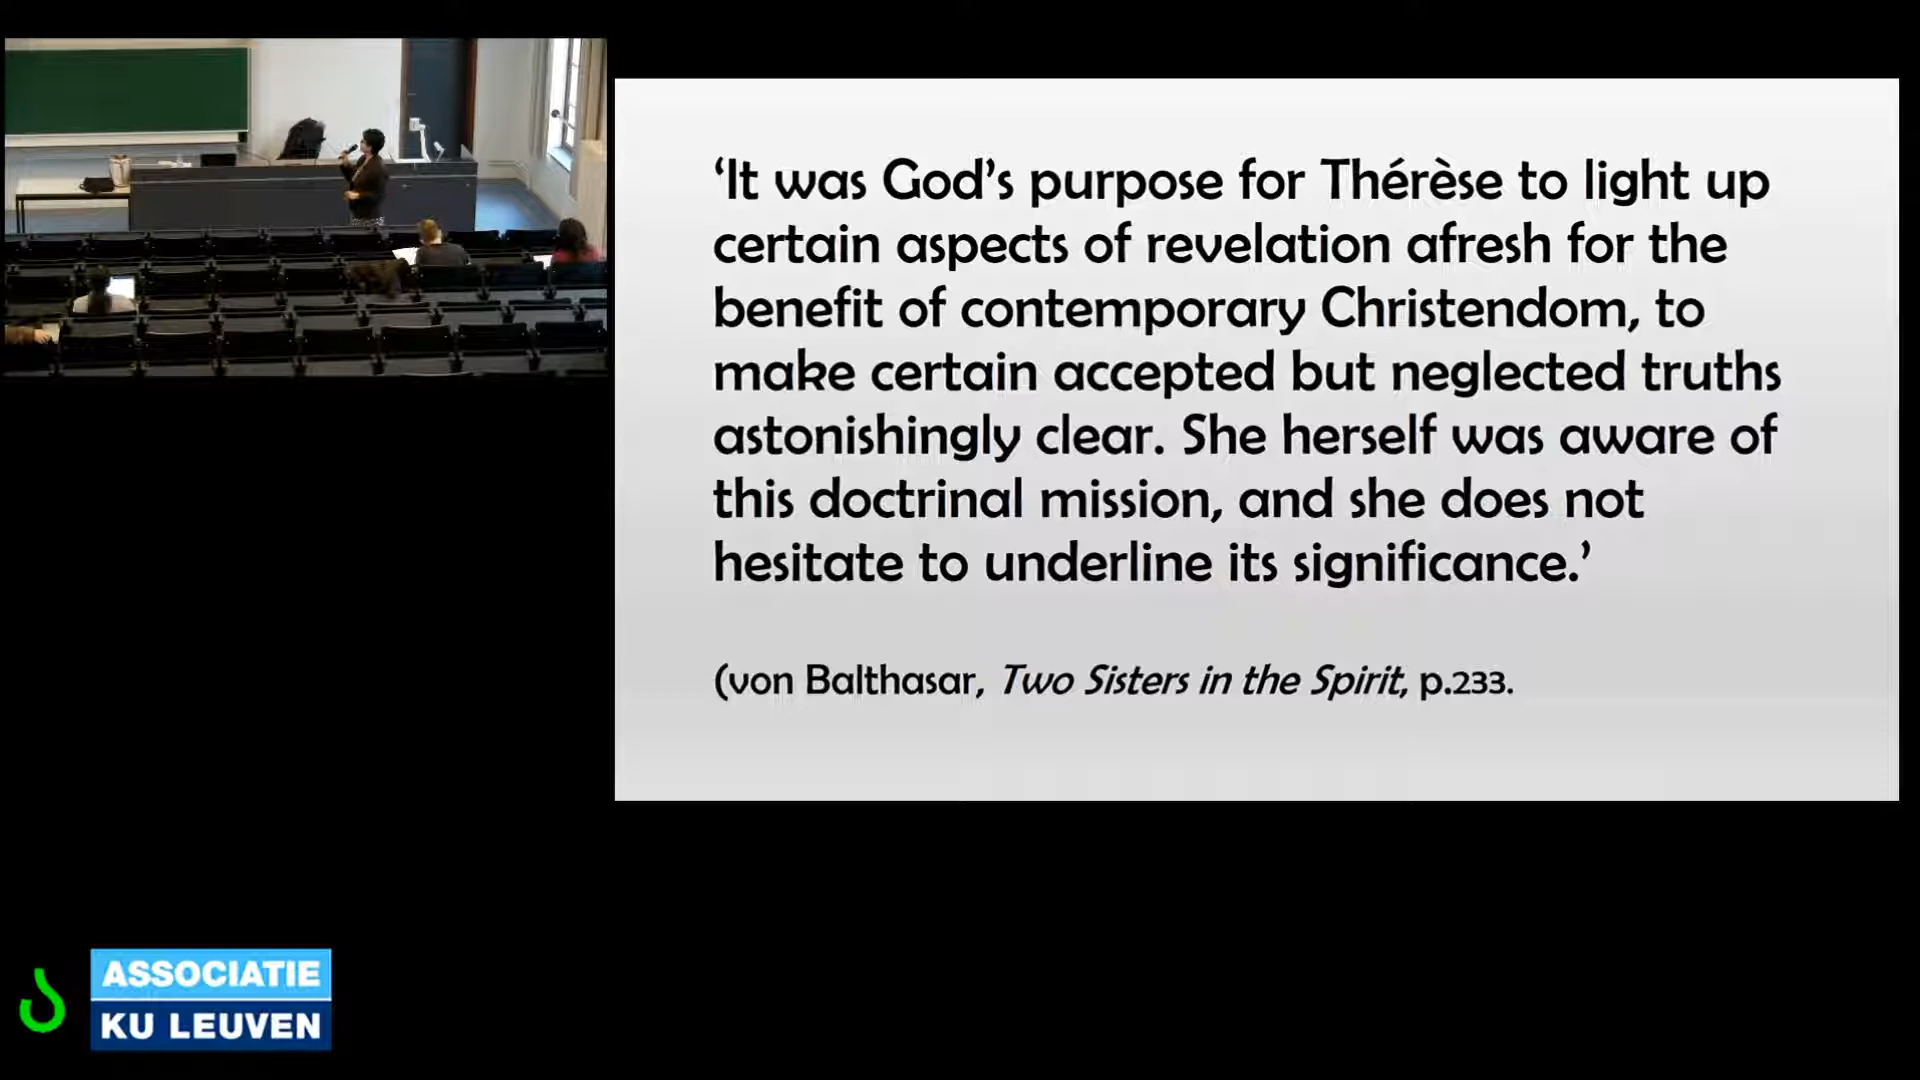 ‘It was God’s purpose for Thérèse to light up
certain aspects of revelation afresh for the
benefit of contemporary Christendom, to
make certain accepted but neglected truths
astonishingly clear. She herself was aware of
this doctrinal mission, and she does not
hesitate to underline its significance.’
(von Balthasar, Two Sisters in the Spirit, p.233.
ASSOCIATIE
KU LEUVEN